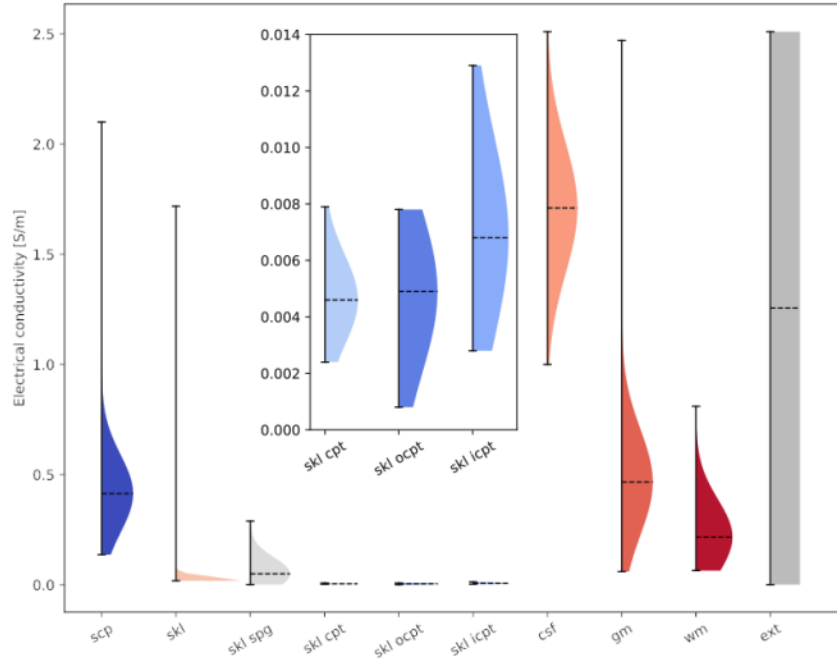 Electrical conductivity [S/m]
2.5
2.0
1.5
1.0
0.5
0.0
0.014
0.012
0.010
0.008
0.006
0.004
0.002
0.000
skl cpt
skl ocpt
skl icpt
scp
skl
skl spg
skl cpt
skl ocpt
skl icpt
csf
gm
wm
ext